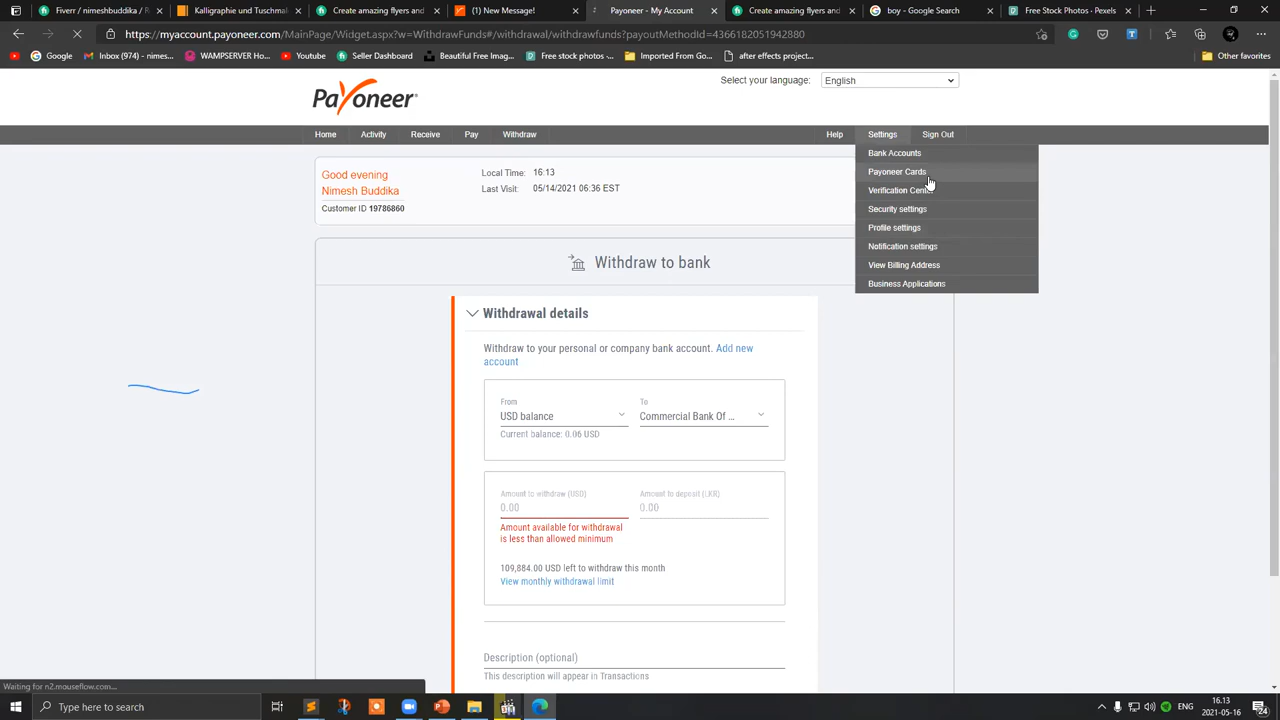 Fiverr / nimeshbuddika / R
Kalligraphie und Textgestaltu
(1) New Message!
Payoneer - My Account
Create amazing flyers and
google - Search
Free Stock Photos · Pexels
https://myaccount.payoneer.com/MainPage/Widget.aspx?w=WithdrawFunds#/withdrawal/withdrawfunds?payoutMethodId=4366182051942880
Google
Inbox (974) - nimes...
WAMPSERVER Ho...
Youtube
Seller Dashboard
Beautiful Free Imag...
Free stock photos -...
Imported From Goo...
after effects projec...
Other favorites
Payoneer
Select your language:
English
Home
Activity
Receive
Pay
Withdraw
Help
Settings
Sign Out
Bank Accounts
Payoneer Cards
Verification Cente
Security settings
Profile settings
Notification settings
View Billing Address
Business Applications
Good evening
Nimesh Buddika
Customer ID 19786860
Local Time: 16:13
Last Visit: 05/14/2021 06:36 EST
Withdraw to bank
Withdrawal details
Withdraw to your personal or company bank account. Add new
account
From
USD balance
Current balance: 0.06 USD
To
Commercial Bank Of ...
Amount to withdraw (USD)
0.00
Amount to deposit (LKR)
0.00
Amount available for withdrawal
is less than allowed minimum
109,884.00 USD left to withdraw this month
View monthly withdrawal limit
Description (optional)
This description will appear in Transactions
Waiting for n2.mouseflow.com...
Type here to search
ENG
16.13
2021-05-16